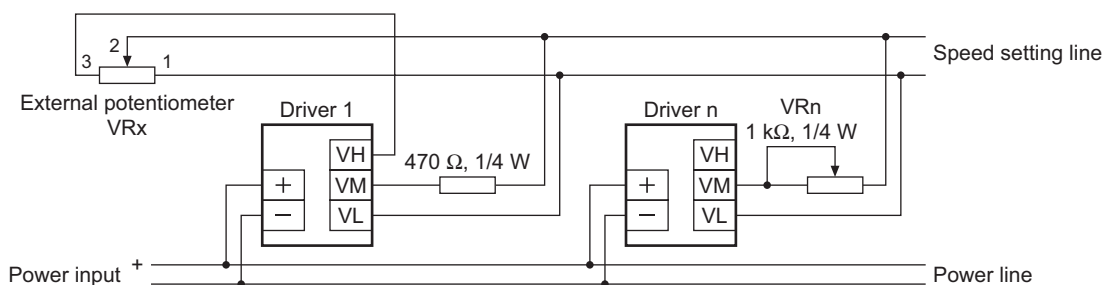 2
Speed setting line
3
1
External potentiometer
VRx
Driver 1
Driver n
VRn
1 kΩ, 1/4 W
VH
470 Ω, 1/4 W
VH
+
VM
+
VM
−
VL
−
VL
Power input
+
Power line